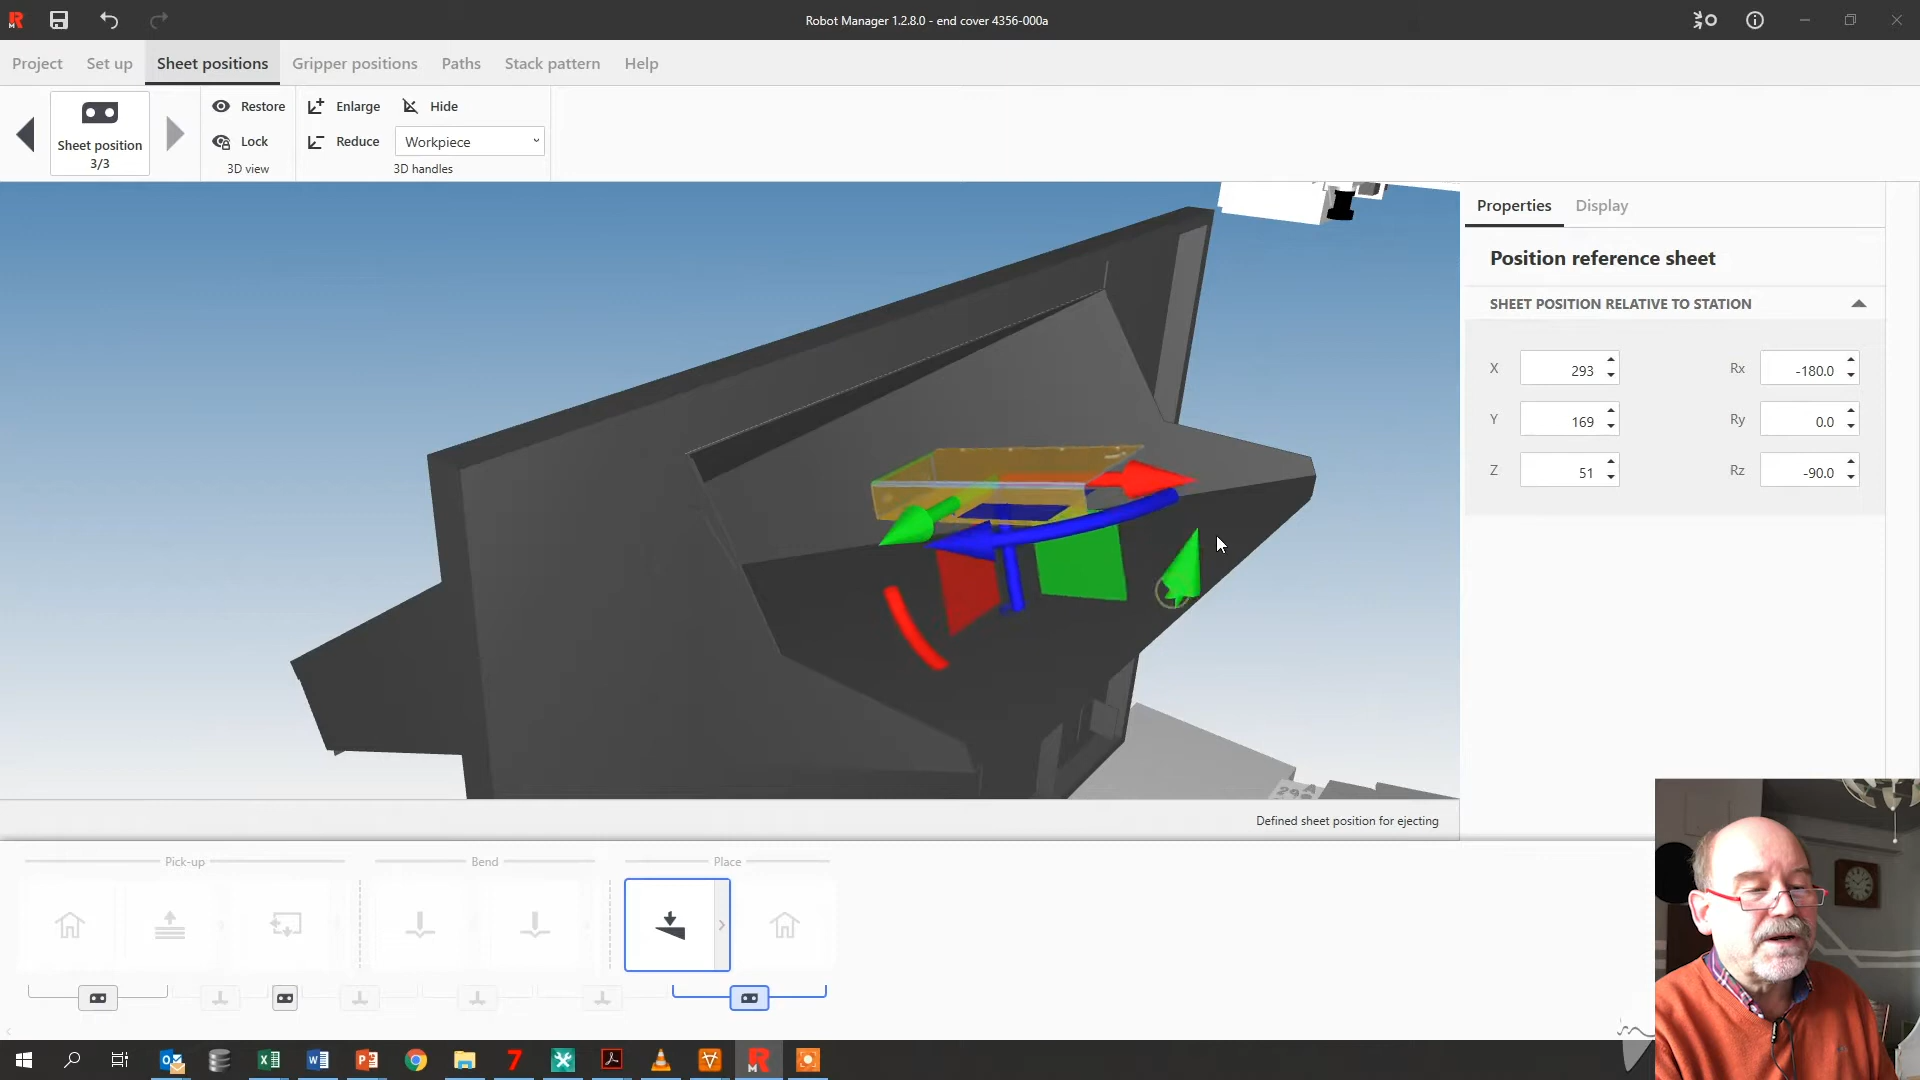 Robot Manager 1.2.8.0 - end cover 4356-000a
Project Set up Sheet positions Gripper positions Paths Stack pattern Help
Restore Enlarge Hide
Sheet position
3/3
Lock Reduce Workpiece
3D view 3D handles
Properties Display
Position reference sheet
SHEET POSITION RELATIVE TO STATION
X 293 Rx -180.0
Y 169 Ry 0.0
Z 51 Rz -90.0
Defined sheet position for ejecting
Pick-up Bend Place